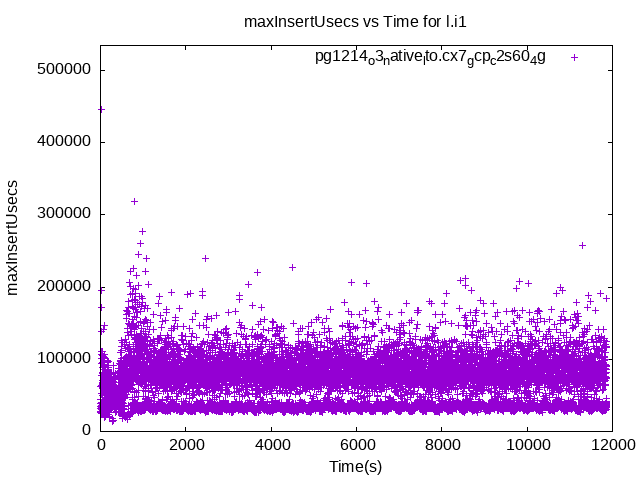 maxInsertUsecs vs Time for l.i1
pg1214_o3_native_lto.cx7_gcp_c2s60_4g
500000
400000
300000
200000
100000
0
maxInsertUsecs
0 2000 4000 6000 8000 10000 12000
Time(s)